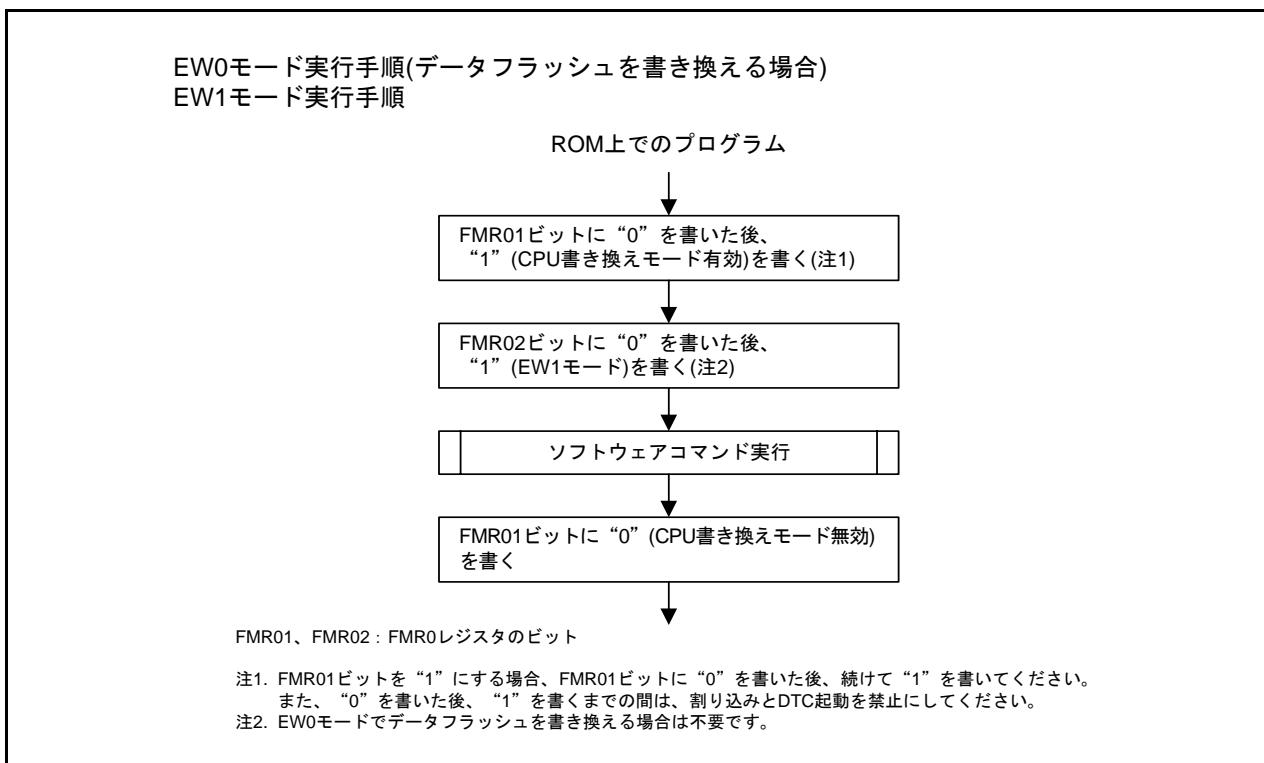 EW0モード実行手順(データフラッシュを書き換える場合)
EW1モード実行手順
ROM上でのプログラム
FMR01ビットに“0”を書いた後、
“1”(CPU書き換えモード有効)を書く(注1)
FMR02ビットに“0”を書いた後、
“1”(EW1モード)を書く(注2)
ソフトウェアコマンド実行
FMR01ビットに“0”(CPU書き換えモード無効)
を書く
FMR01、FMR02：FMR0レジスタのビット
注1. FMR01ビットを“1”にする場合、FMR01ビットに“0”を書いた後、続けて“1”を書いてください。
また、“0”を書いた後、“1”を書くまでの間は、割り込みとDTC起動を禁止にしてください。
注2. EW0モードでデータフラッシュを書き換える場合は不要です。